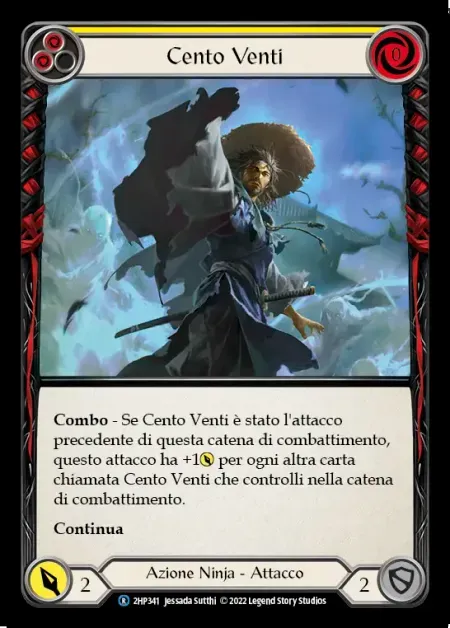 Cento Venti
0
Combo - Se Cento Venti è stato l'attacco
precedente di questa catena di combattimento,
questo attacco ha +1 per ogni altra carta
chiamata Cento Venti che controlli nella catena
di combattimento.
Continua
2
Azione Ninja - Attacco
2
R 2HP341 Jessada Sutthi © 2022 Legend Story Studios